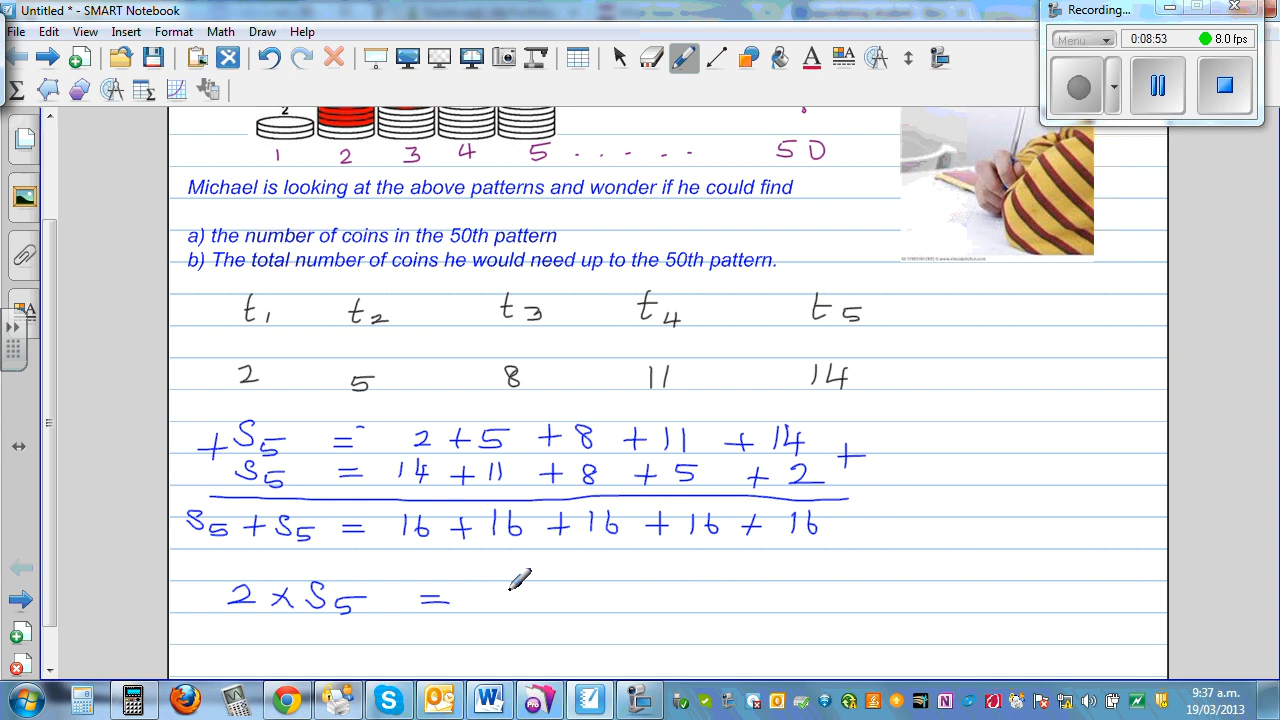 Untitled * - SMART Notebook
Recording...
File Edit View Insert Format Math Draw Help
Menu 0:08:53 8.0 fps
2
1 2 3 4 5 . . . . . . 50
Michael is looking at the above patterns and wonder if he could find
a) the number of coins in the 50th pattern
b) The total number of coins he would need up to the 50th pattern.
t1 t2 t3 t4 t5
2 5 8 11 14
+ S5 = 2 + 5 + 8 + 11 + 14 +
S5 = 14 + 11 + 8 + 5 + 2
S5 + S5 = 16 + 16 + 16 + 16 + 16
2 × S5 =
9:37 a.m.
19/03/2013